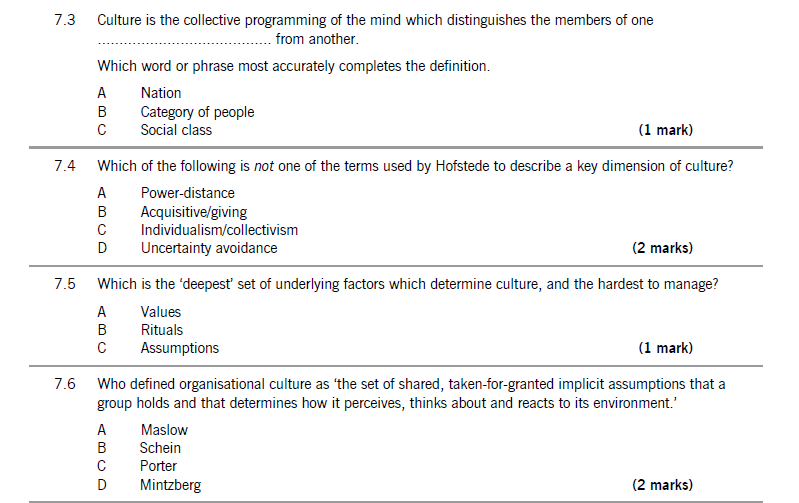 7.3 Culture is the collective programming of the mind which distinguishes the members of one
........................................ from another.
Which word or phrase most accurately completes the definition.
A Nation
B Category of people
C Social class (1 mark)
7.4 Which of the following is not one of the terms used by Hofstede to describe a key dimension of culture?
A Power-distance
B Acquisitive/giving
C Individualism/collectivism
D Uncertainty avoidance (2 marks)
7.5 Which is the ‘deepest’ set of underlying factors which determine culture, and the hardest to manage?
A Values
B Rituals
C Assumptions (1 mark)
7.6 Who defined organisational culture as ‘the set of shared, taken-for-granted implicit assumptions that a
group holds and that determines how it perceives, thinks about and reacts to its environment.’
A Maslow
B Schein
C Porter
D Mintzberg (2 marks)